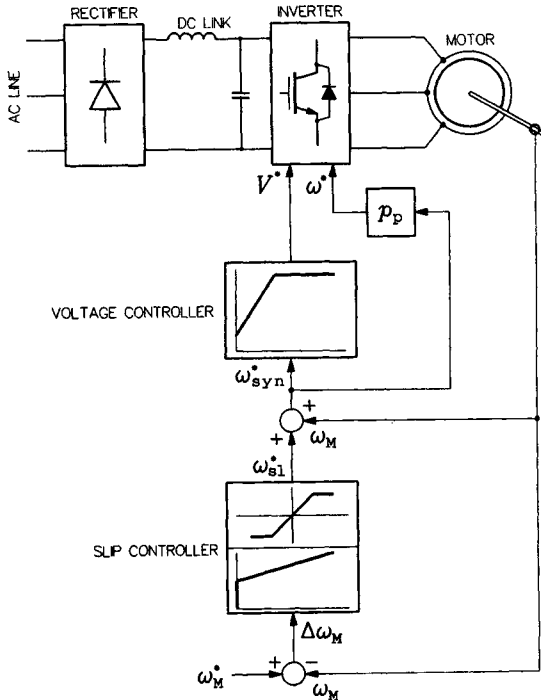 RECTIFIER
DC LINK
INVERTER
MOTOR
AC LINE
V*
ω*
p_p
VOLTAGE CONTROLLER
ω*_syn
+
+
ω_M
ω*_sl
SLIP CONTROLLER
Δω_M
ω*_M
+
−
ω_M